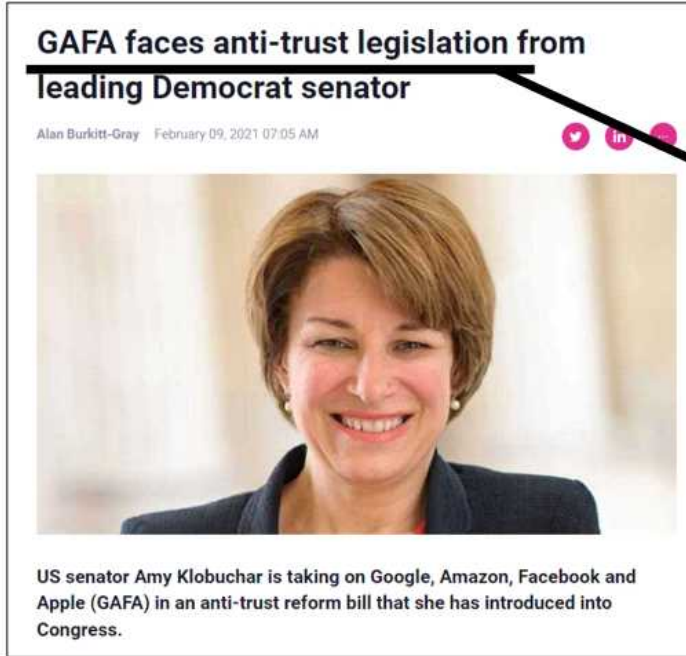 GAFA faces anti-trust legislation from
leading Democrat senator
Alan Burkitt-Gray February 09, 2021 07:05 AM
in
US senator Amy Klobuchar is taking on Google, Amazon, Facebook and
Apple (GAFA) in an anti-trust reform bill that she has introduced into
Congress.